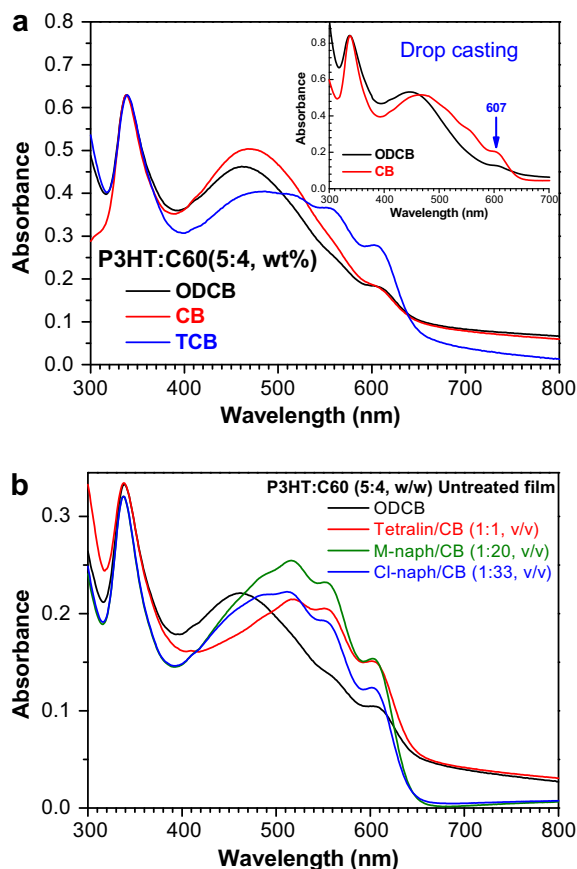 a
Absorbance
0.8
0.7
0.6
0.5
0.4
0.3
0.2
0.1
0.0
300 400 500 600 700 800
Wavelength (nm)
P3HT:C60(5:4, wt%)
ODCB
CB
TCB
Absorbance
0.8
0.6
0.4
0.2
0.0
300 400 500 600 700
Wavelength (nm)
Drop casting
607
ODCB
CB
b
Absorbance
0.3
0.2
0.1
0.0
300 400 500 600 700 800
Wavelength (nm)
P3HT:C60 (5:4, w/w) Untreated film
ODCB
Tetralin/CB (1:1, v/v)
M-naph/CB (1:20, v/v)
Cl-naph/CB (1:33, v/v)